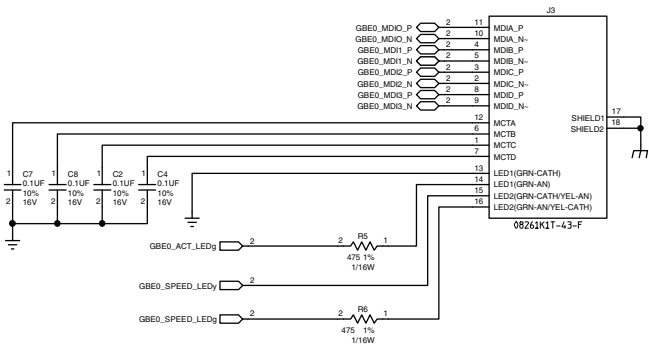 J3
GBE0_MDI0_P 2 11 MDIA_P
GBE0_MDI0_N 2 10 MDIA_N~
GBE0_MDI1_P 2 4 MDIB_P
GBE0_MDI1_N 2 5 MDIB_N~
GBE0_MDI2_P 2 3 MDIC_P
GBE0_MDI2_N 2 2 MDIC_N~
GBE0_MDI3_P 2 8 MDID_P
GBE0_MDI3_N 2 9 MDID_N~
12 MCTA
6 MCTB
1 MCTC
7 MCTD
SHIELD1 17
SHIELD2 18
13 LED1(GRN-CATH)
14 LED1(GRN-AN)
15 LED2(GRN-CATH/YEL-AN)
16 LED2(GRN-AN/YEL-CATH)
08261K1T-43-F
1 C7 0.1UF 10% 16V 2
1 C8 0.1UF 10% 16V 2
1 C2 0.1UF 10% 16V 2
1 C4 0.1UF 10% 16V 2
GBE0_ACT_LEDg 2 2 R5 1
475 1%
1/16W
GBE0_SPEED_LEDy 2
GBE0_SPEED_LEDg 2 2 R6 1
475 1%
1/16W